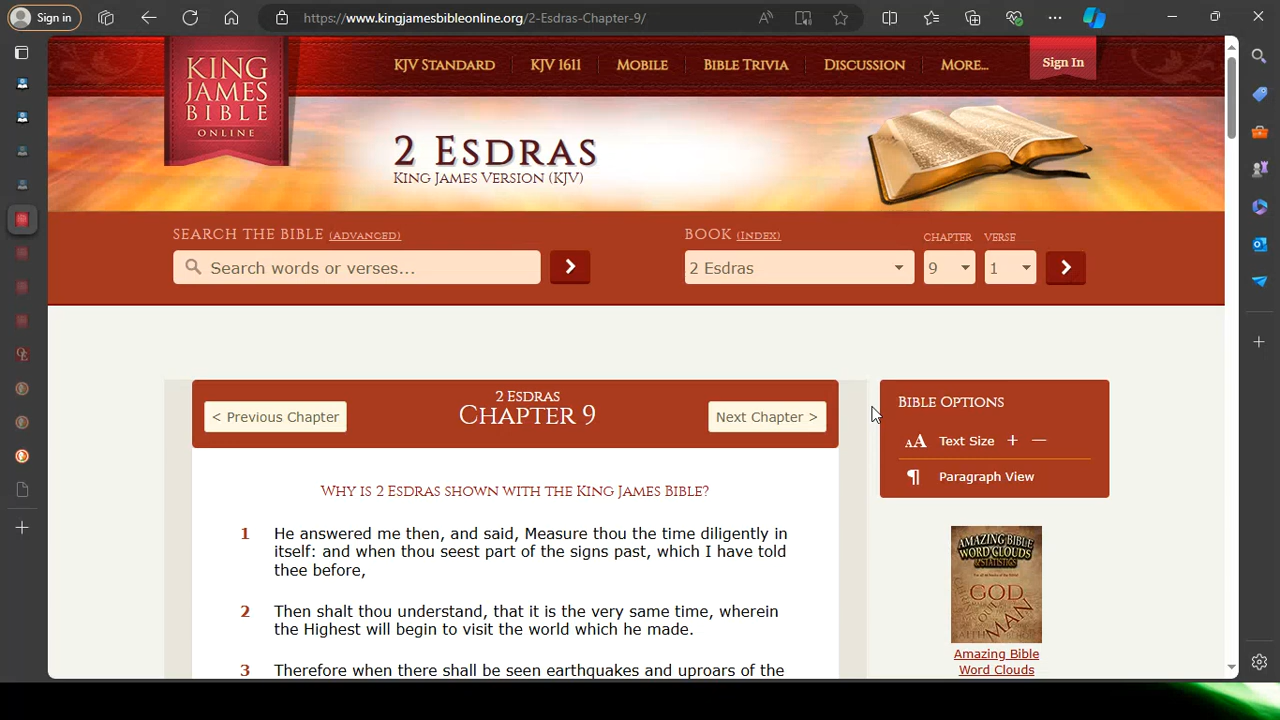 Sign in
https://www.kingjamesbibleonline.org/2-Esdras-Chapter-9/
KING
JAMES
BIBLE
ONLINE
KJV STANDARD
KJV 1611
MOBILE
BIBLE TRIVIA
DISCUSSION
MORE...
Sign In
2 ESDRAS
KING JAMES VERSION (KJV)
SEARCH THE BIBLE (ADVANCED)
BOOK (INDEX)
CHAPTER
VERSE
Search words or verses...
2 Esdras
9
1
2 ESDRAS
< Previous Chapter
CHAPTER 9
Next Chapter >
BIBLE OPTIONS
AA Text Size + —
¶ Paragraph View
WHY IS 2 ESDRAS SHOWN WITH THE KING JAMES BIBLE?
1 He answered me then, and said, Measure thou the time diligently in
itself: and when thou seest part of the signs past, which I have told
thee before,
2 Then shalt thou understand, that it is the very same time, wherein
the Highest will begin to visit the world which he made.
3 Therefore when there shall be seen earthquakes and uproars of the
AMAZING BIBLE
WORD CLOUDS
& STATISTICS
GOD
OUT
MAN
FAITH
Amazing Bible
Word Clouds